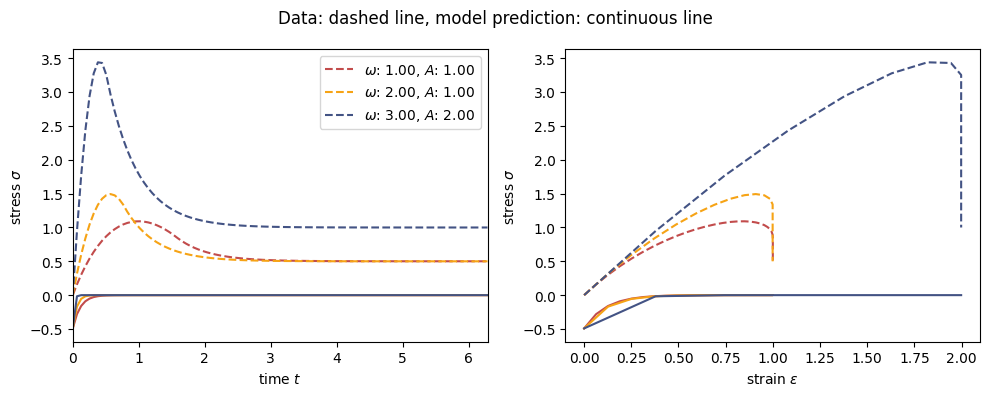 Data: dashed line, model prediction: continuous line
stress σ
3.5
3.0
2.5
2.0
1.5
1.0
0.5
0.0
−0.5
0 1 2 3 4 5 6
time t
ω: 1.00, A: 1.00
ω: 2.00, A: 1.00
ω: 3.00, A: 2.00
stress σ
3.5
3.0
2.5
2.0
1.5
1.0
0.5
0.0
−0.5
0.00 0.25 0.50 0.75 1.00 1.25 1.50 1.75 2.00
strain ε